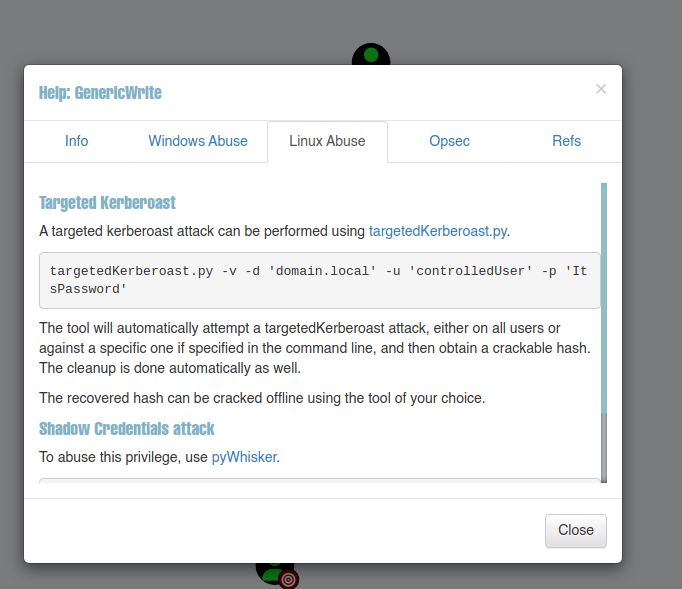 Help: GenericWrite
×
Info
Windows Abuse
Linux Abuse
Opsec
Refs
Targeted Kerberoast
A targeted kerberoast attack can be performed using targetedKerberoast.py.
targetedKerberoast.py -v -d 'domain.local' -u 'controlledUser' -p 'It
sPassword'
The tool will automatically attempt a targetedKerberoast attack, either on all users or
against a specific one if specified in the command line, and then obtain a crackable hash.
The cleanup is done automatically as well.
The recovered hash can be cracked offline using the tool of your choice.
Shadow Credentials attack
To abuse this privilege, use pyWhisker.
Close